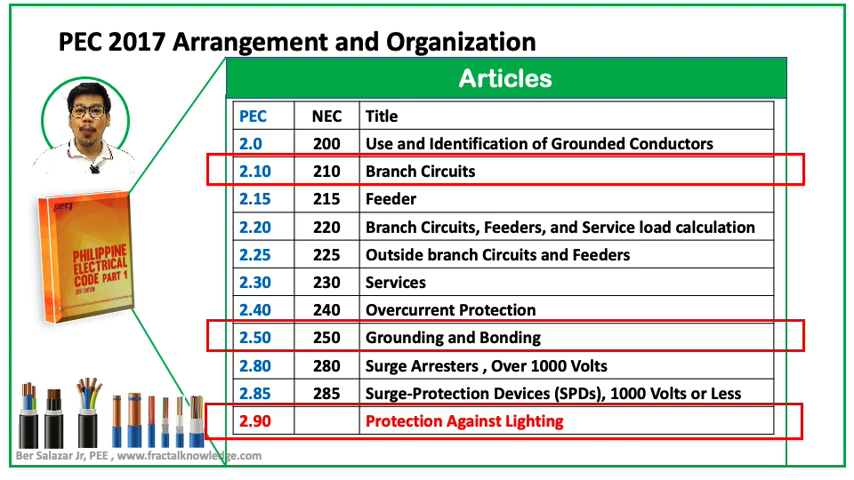 PEC 2017 Arrangement and Organization
Articles
PEC NEC Title
2.0 200 Use and Identification of Grounded Conductors
2.10 210 Branch Circuits
2.15 215 Feeder
2.20 220 Branch Circuits, Feeders, and Service load calculation
2.25 225 Outside branch Circuits and Feeders
2.30 230 Services
2.40 240 Overcurrent Protection
2.50 250 Grounding and Bonding
2.80 280 Surge Arresters , Over 1000 Volts
2.85 285 Surge-Protection Devices (SPDs), 1000 Volts or Less
2.90 Protection Against Lighting
PHILIPPINE
ELECTRICAL
CODE PART 1
Ber Salazar Jr, PEE , www.fractalknowledge.com